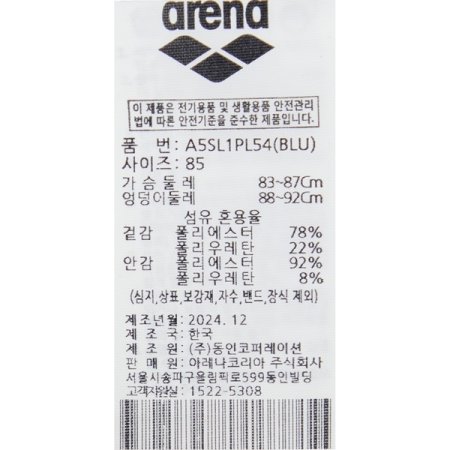 arena
이 제품은 전기용품 및 생활용품 안전관리
법에 따른 안전기준을 준수한 제품입니다.
품 번: A5SL1PL54(BLU)
사이즈: 85
가슴둘레 83~87Cm
엉덩이둘레 88~92Cm
섬유 혼용율
겉감 폴리에스터 78%
폴리우레탄 22%
안감 폴리에스터 92%
폴리우레탄 8%
(심지,상표,보강재,자수,밴드,장식 제외)
제조년월: 2024. 12
제 조 국: 한국
제 조 원: (주)동인코퍼레이션
판 매 원: 아레나코리아 주식회사
서울시송파구올림픽로599동인빌딩
고객지원실: 1522-5308